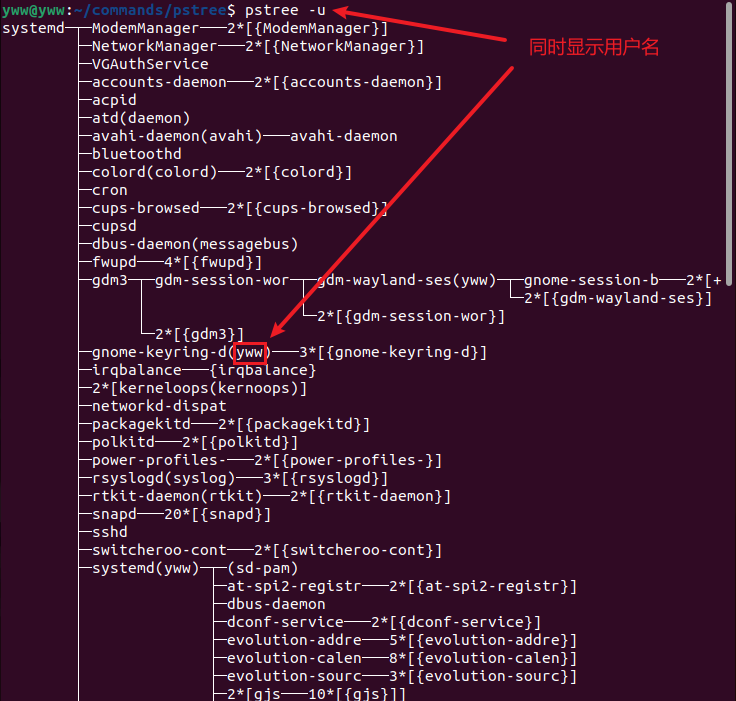 yww@yww:~/commands/pstree$ pstree -u
同时显示用户名
systemd─┬─ModemManager───2*[{ModemManager}]
        ├─NetworkManager───2*[{NetworkManager}]
        ├─VGAuthService
        ├─accounts-daemon───2*[{accounts-daemon}]
        ├─acpid
        ├─atd(daemon)
        ├─avahi-daemon(avahi)───avahi-daemon
        ├─bluetoothd
        ├─colord(colord)───2*[{colord}]
        ├─cron
        ├─cups-browsed───2*[{cups-browsed}]
        ├─cupsd
        ├─dbus-daemon(messagebus)
        ├─fwupd───4*[{fwupd}]
        ├─gdm3─┬─gdm-session-wor─┬─gdm-wayland-ses(yww)─┬─gnome-session-b───2*[+
        │      │                 │                      └─2*[{gdm-wayland-ses}]
        │      │                 └─2*[{gdm-session-wor}]
        │      └─2*[{gdm3}]
        ├─gnome-keyring-d(yww)───3*[{gnome-keyring-d}]
        ├─irqbalance───{irqbalance}
        ├─2*[kerneloops(kernoops)]
        ├─networkd-dispat
        ├─packagekitd───2*[{packagekitd}]
        ├─polkitd───2*[{polkitd}]
        ├─power-profiles-───2*[{power-profiles-}]
        ├─rsyslogd(syslog)───3*[{rsyslogd}]
        ├─rtkit-daemon(rtkit)───2*[{rtkit-daemon}]
        ├─snapd───20*[{snapd}]
        ├─sshd
        ├─switcheroo-cont───2*[{switcheroo-cont}]
        ├─systemd(yww)─┬─(sd-pam)
        │              ├─at-spi2-registr───2*[{at-spi2-registr}]
        │              ├─dbus-daemon
        │              ├─dconf-service───2*[{dconf-service}]
        │              ├─evolution-addre───5*[{evolution-addre}]
        │              ├─evolution-calen───8*[{evolution-calen}]
        │              ├─evolution-sourc───3*[{evolution-sourc}]
        │              ├─2*[gjs───10*[{gjs}]]